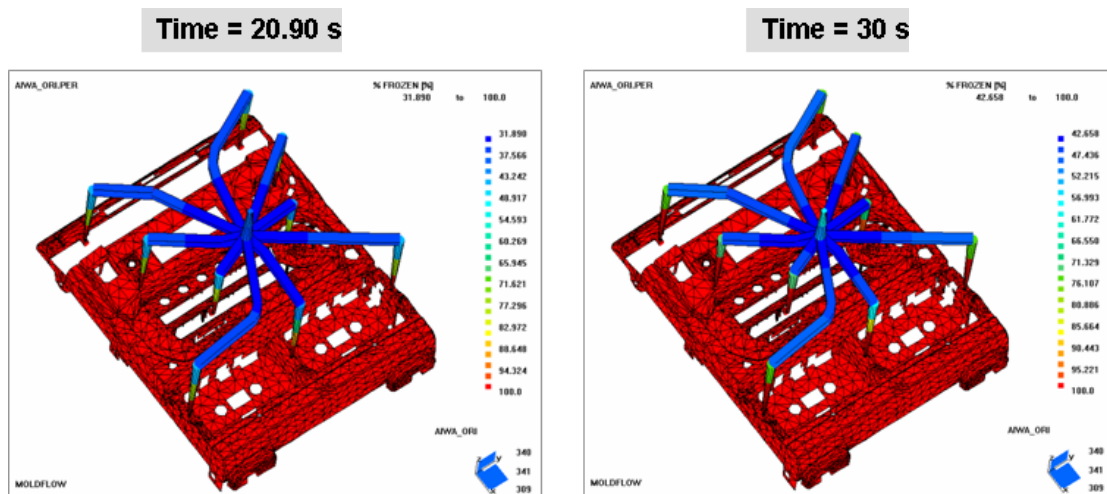 Time = 20.90 s
AIWA_ORI.PER
% FROZEN [%]
31.890 to 100.0
31.890
37.566
43.242
48.917
54.593
60.269
65.945
71.621
77.296
82.972
88.648
94.324
100.0
AIWA_ORI
z y
x
340
341
309
MOLDFLOW
Time = 30 s
AIWA_ORI.PER
% FROZEN [%]
42.658 to 100.0
42.658
47.436
52.215
56.993
61.772
66.550
71.329
76.107
80.886
85.664
90.443
95.221
100.0
AIWA_ORI
z y
x
340
341
309
MOLDFLOW